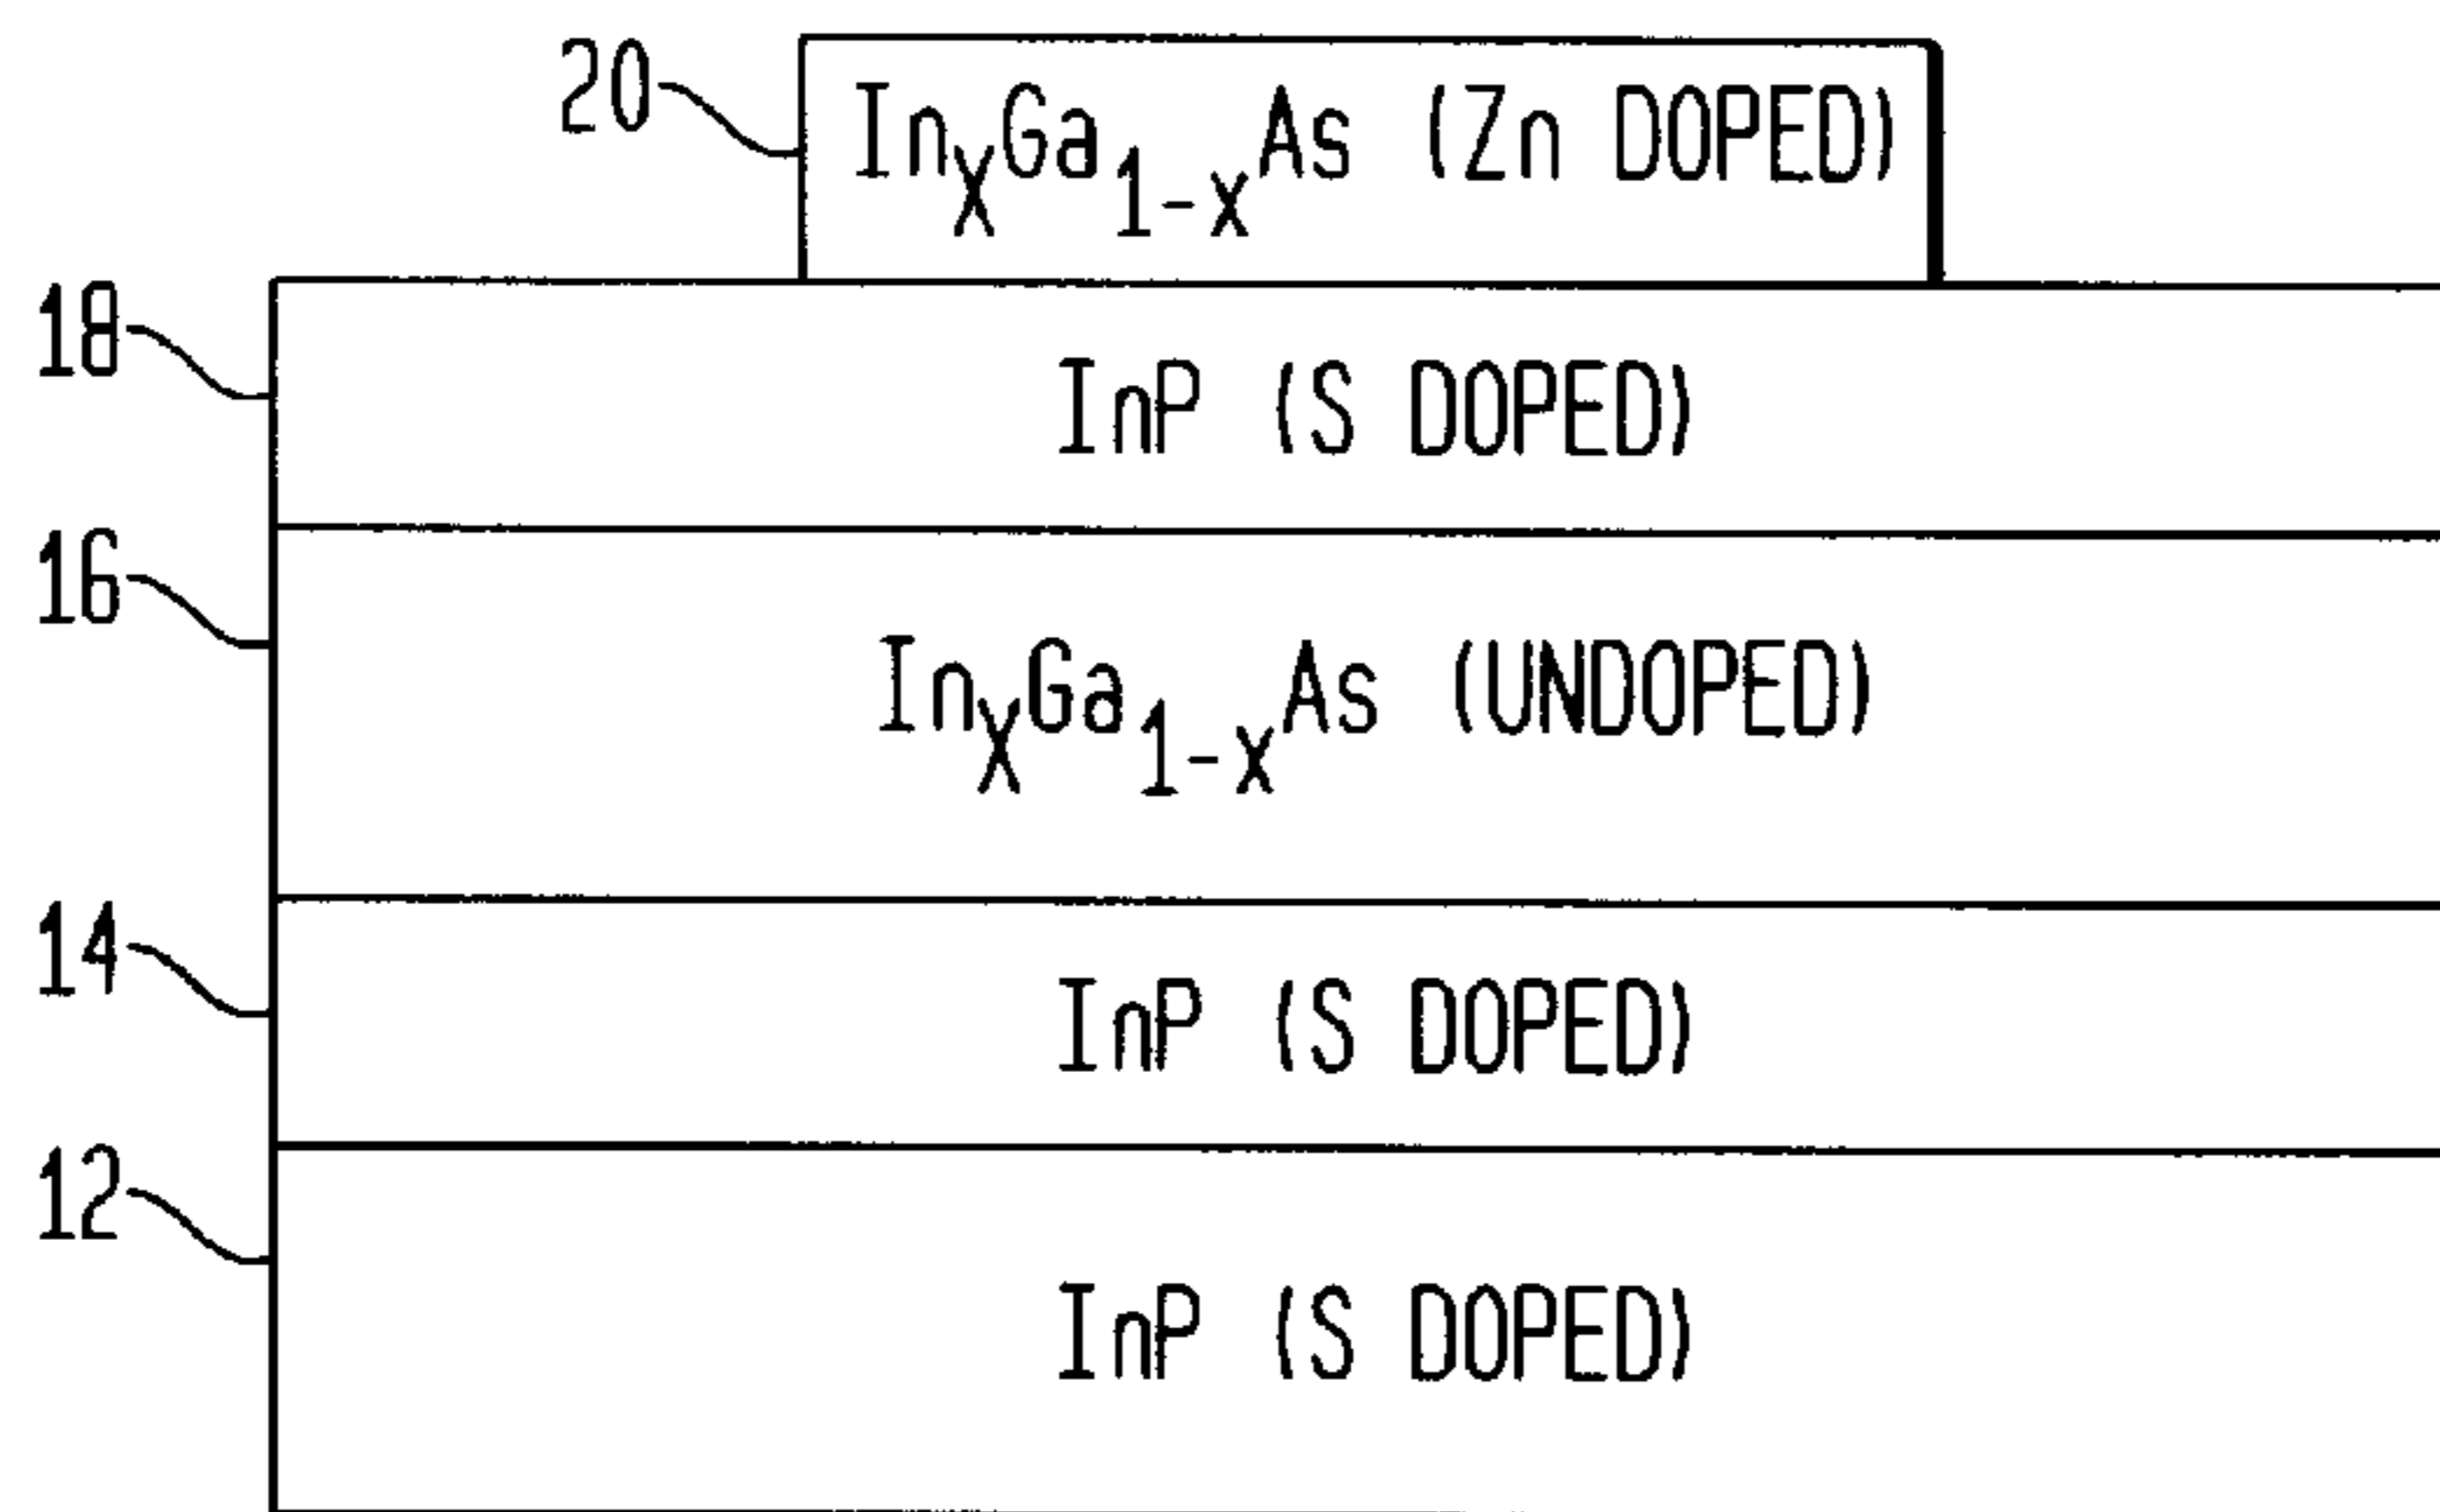 20
InₓGa₁₋ₓAs (Zn DOPED)
18
InP (S DOPED)
16
InₓGa₁₋ₓAs (UNDOPED)
14
InP (S DOPED)
12
InP (S DOPED)